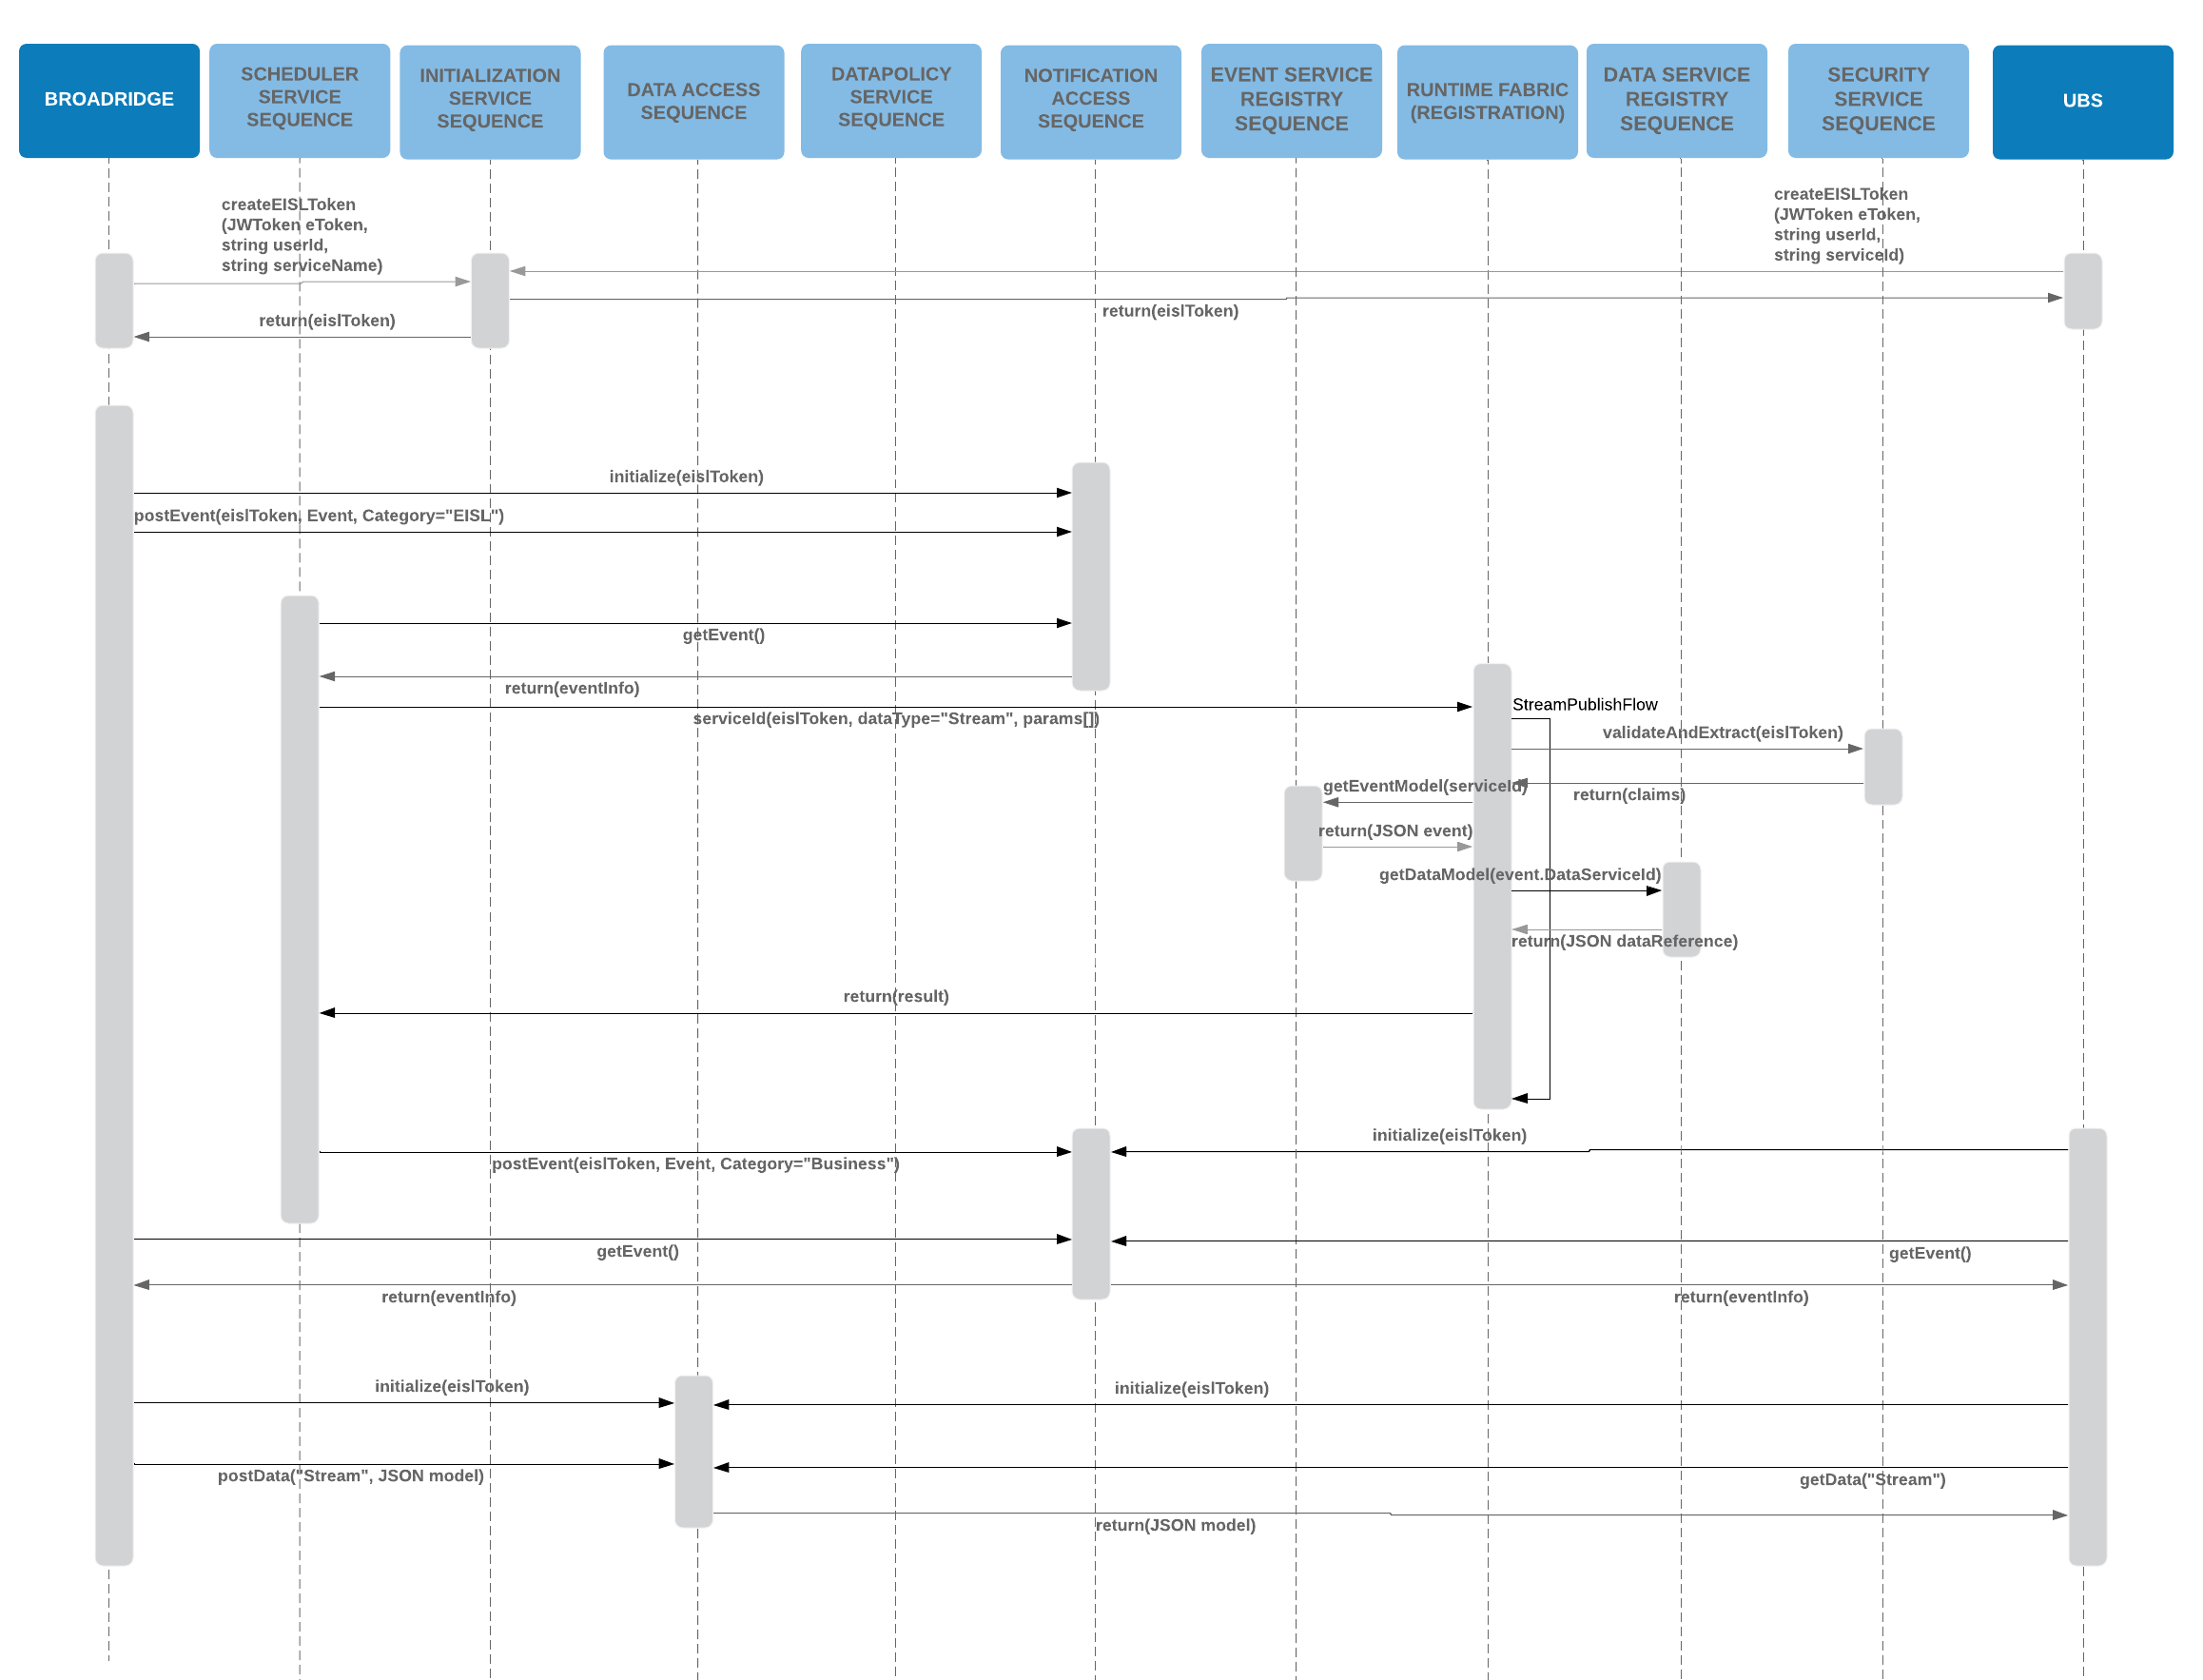 BROADRIDGE
SCHEDULER
SERVICE
SEQUENCE
INITIALIZATION
SERVICE
SEQUENCE
DATA ACCESS
SEQUENCE
DATAPOLICY
SERVICE
SEQUENCE
NOTIFICATION
ACCESS
SEQUENCE
EVENT SERVICE
REGISTRY
SEQUENCE
RUNTIME FABRIC
(REGISTRATION)
DATA SERVICE
REGISTRY
SEQUENCE
SECURITY
SERVICE
SEQUENCE
UBS
createEISLToken
(JWToken eToken,
string userId,
string serviceName)
createEISLToken
(JWToken eToken,
string userId,
string serviceId)
return(eislToken)
return(eislToken)
initialize(eislToken)
postEvent(eislToken, Event, Category="EISL")
getEvent()
return(eventInfo)
serviceId(eislToken, dataType="Stream", params[])
StreamPublishFlow
validateAndExtract(eislToken)
getEventModel(serviceId)
return(claims)
return(JSON event)
getDataModel(event.DataServiceId)
return(JSON dataReference)
return(result)
initialize(eislToken)
postEvent(eislToken, Event, Category="Business")
getEvent()
getEvent()
return(eventInfo)
return(eventInfo)
initialize(eislToken)
initialize(eislToken)
postData("Stream", JSON model)
getData("Stream")
return(JSON model)